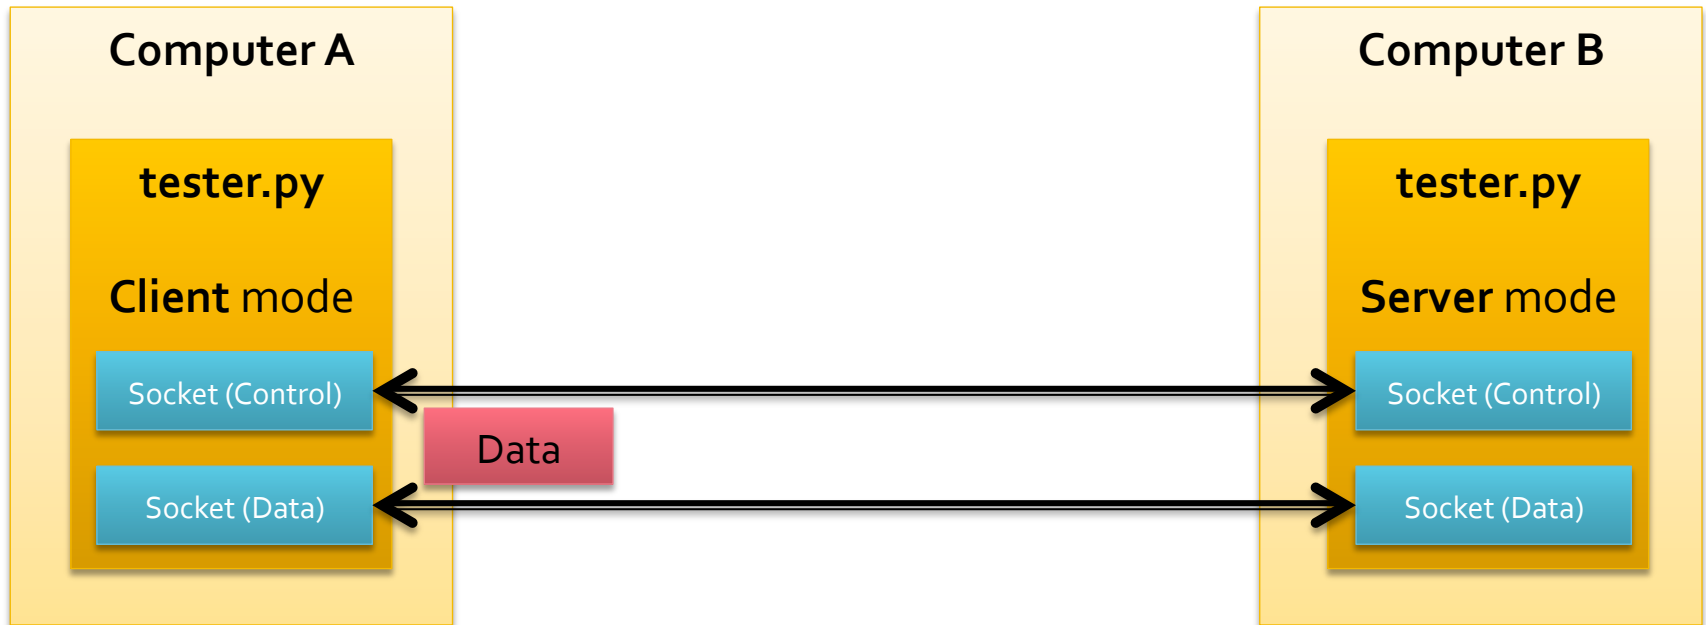 Computer A
tester.py
Client mode
Socket (Control)
Socket (Data)
Data
Computer B
tester.py
Server mode
Socket (Control)
Socket (Data)